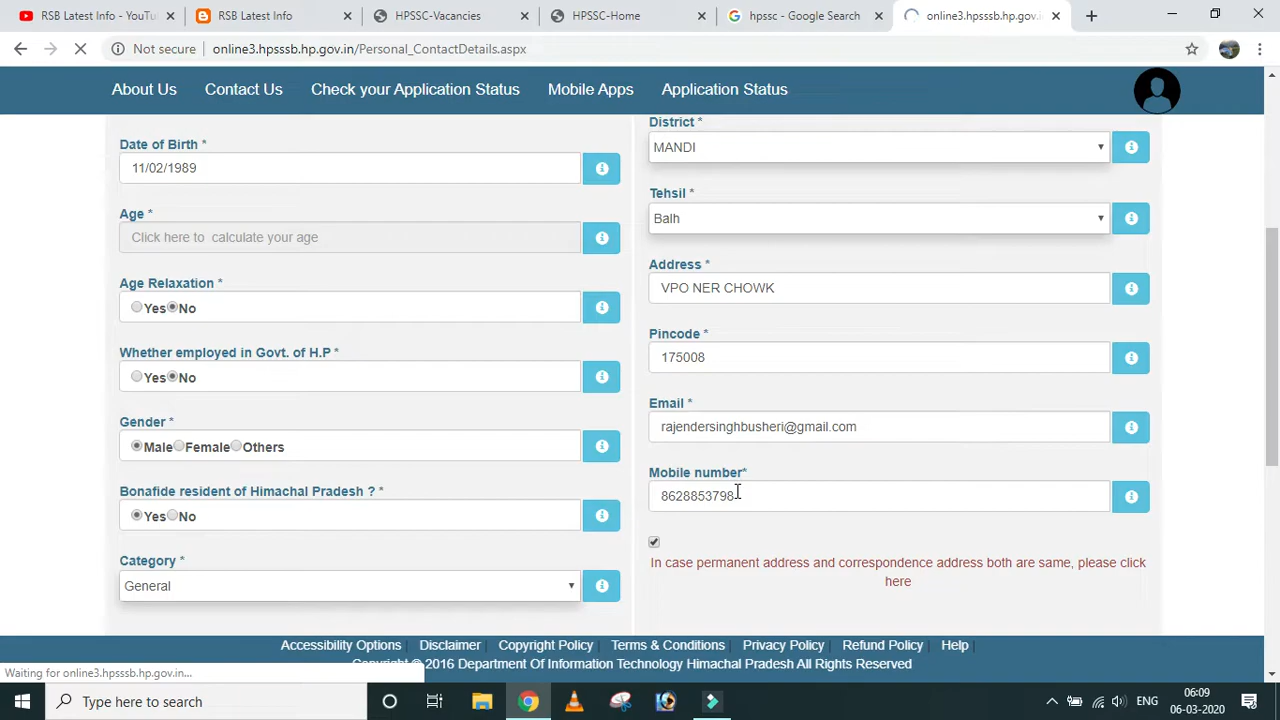 RSB Latest Info - YouTu
RSB Latest Info
HPSSC-Vacancies
HPSSC-Home
hpssc - Google Search
online3.hpsssb.hp.gov.i
Not secure | online3.hpsssb.hp.gov.in/Personal_ContactDetails.aspx
About Us Contact Us Check your Application Status Mobile Apps Application Status
Date of Birth *
11/02/1989
Age *
Click here to calculate your age
Age Relaxation *
Yes No
Whether employed in Govt. of H.P *
Yes No
Gender *
Male Female Others
Bonafide resident of Himachal Pradesh ? *
Yes No
Category *
General
District *
MANDI
Tehsil *
Balh
Address *
VPO NER CHOWK
Pincode *
175008
Email *
rajendersinghbusheri@gmail.com
Mobile number*
8628853798
In case permanent address and correspondence address both are same, please click
here
Accessibility Options | Disclaimer | Copyright Policy | Terms & Conditions | Privacy Policy | Refund Policy | Help |
Copyright © 2016 Department Of Information Technology Himachal Pradesh All Rights Reserved
Waiting for online3.hpsssb.hp.gov.in...
Type here to search
ENG
06:09
06-03-2020